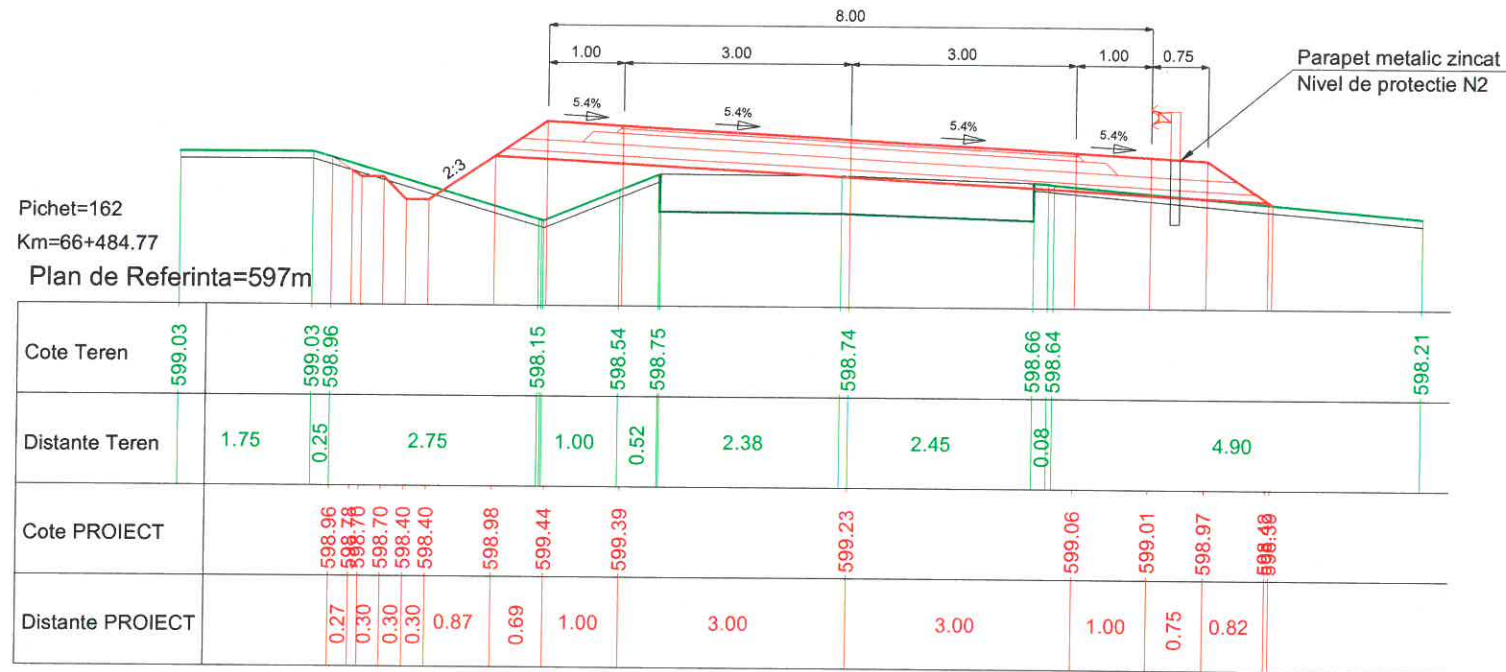 8.00
1.00 3.00 3.00 1.00 0.75
Parapet metalic zincat
Nivel de protectie N2
5.4% 5.4% 5.4% 5.4%
2:3
Pichet=162
Km=66+484.77
Plan de Referinta=597m
Cote Teren 599.03 599.03 598.96 598.15 598.54 598.75 598.74 598.66 598.64 598.21
Distante Teren 1.75 0.25 2.75 1.00 0.52 2.38 2.45 0.08 4.90
Cote PROIECT 598.96 598.78 598.70 598.70 598.40 598.40 598.98 599.44 599.39 599.23 599.06 599.01 598.97
Distante PROIECT 0.27 0.30 0.30 0.30 0.87 0.69 1.00 3.00 3.00 1.00 0.75 0.82